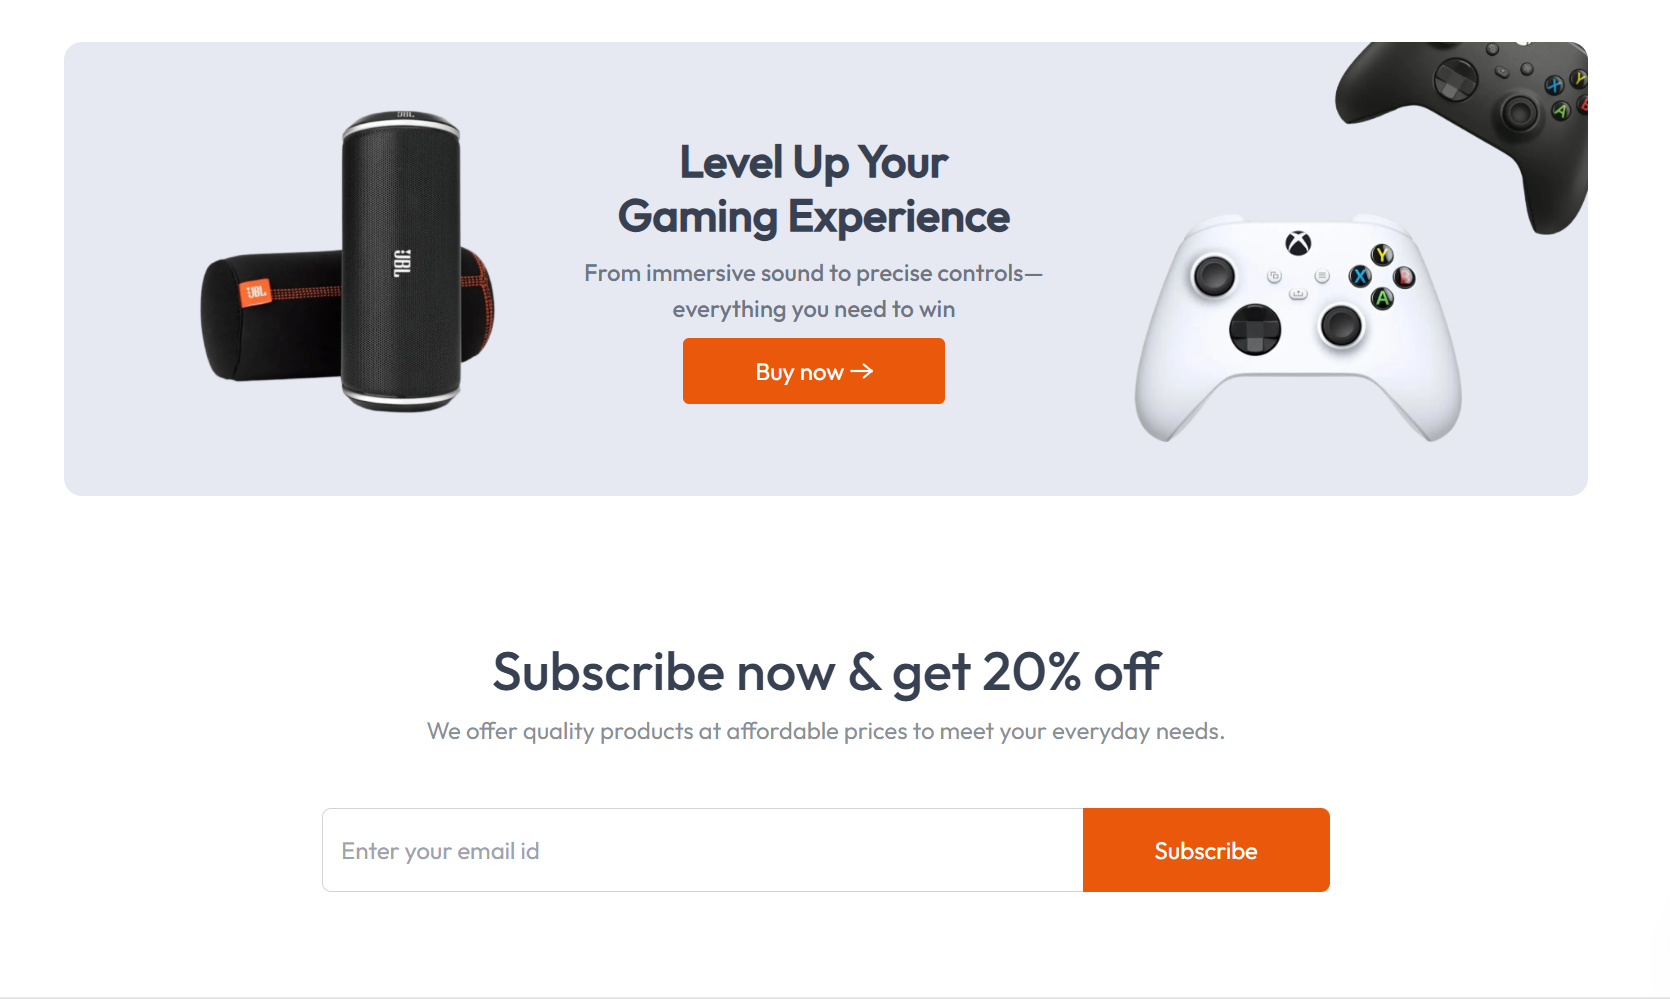 JBL
JBL
JBL
Level Up Your
Gaming Experience
From immersive sound to precise controls—
everything you need to win
Buy now →
X
Y
A
B
Y
X
B
A
Subscribe now & get 20% off
We offer quality products at affordable prices to meet your everyday needs.
Enter your email id
Subscribe